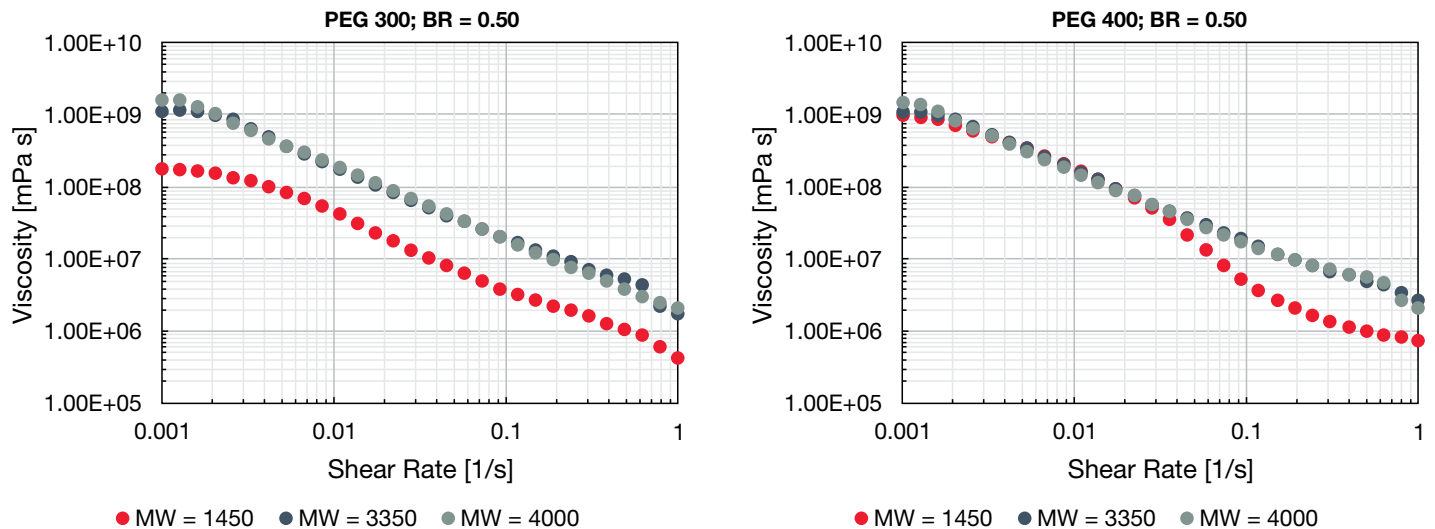 PEG 300; BR = 0.50
1.00E+10
1.00E+09
1.00E+08
1.00E+07
1.00E+06
1.00E+05
Viscosity [mPa s]
0.001
0.01
0.1
1
Shear Rate [1/s]
MW = 1450
MW = 3350
MW = 4000
PEG 400; BR = 0.50
1.00E+10
1.00E+09
1.00E+08
1.00E+07
1.00E+06
1.00E+05
Viscosity [mPa s]
0.001
0.01
0.1
1
Shear Rate [1/s]
MW = 1450
MW = 3350
MW = 4000